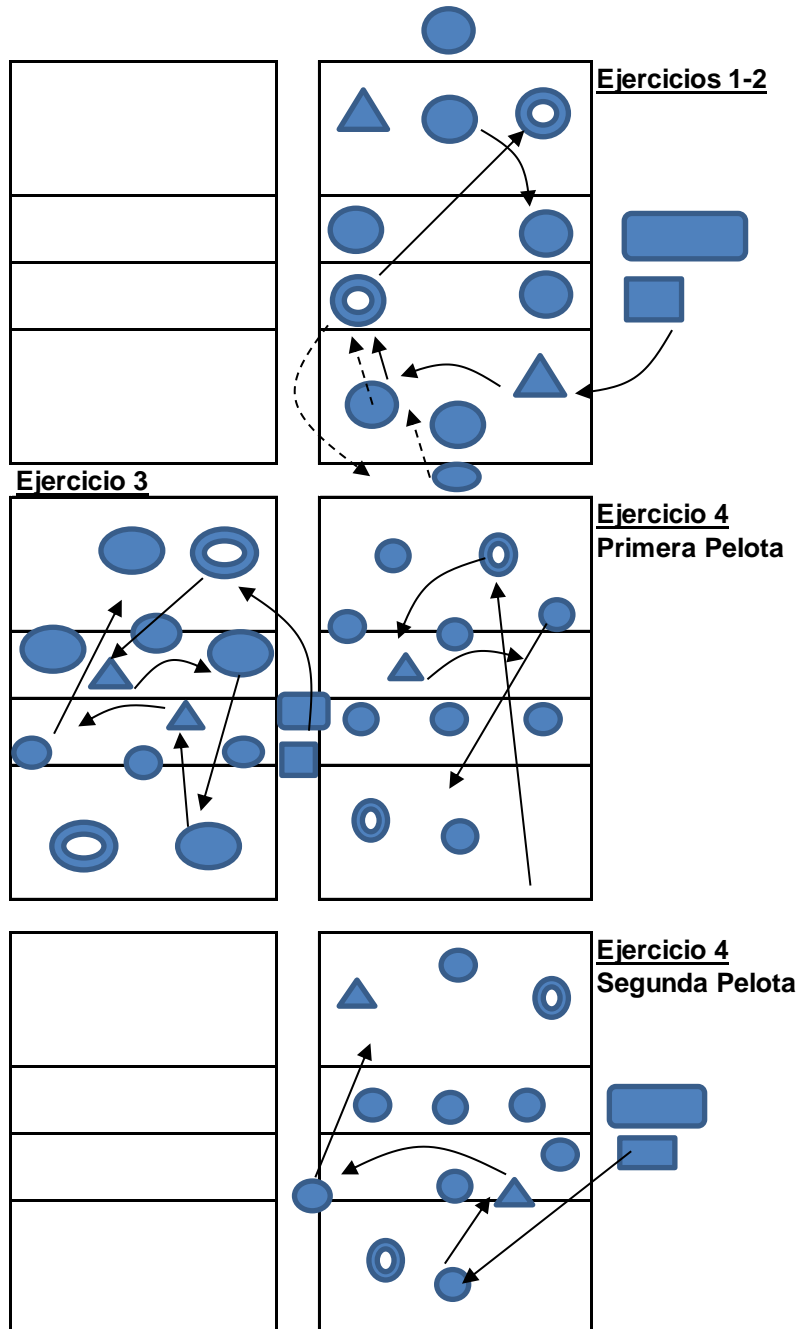 Ejercicios 1-2
Ejercicio 3
Ejercicio 4
Primera Pelota
Ejercicio 4
Segunda Pelota